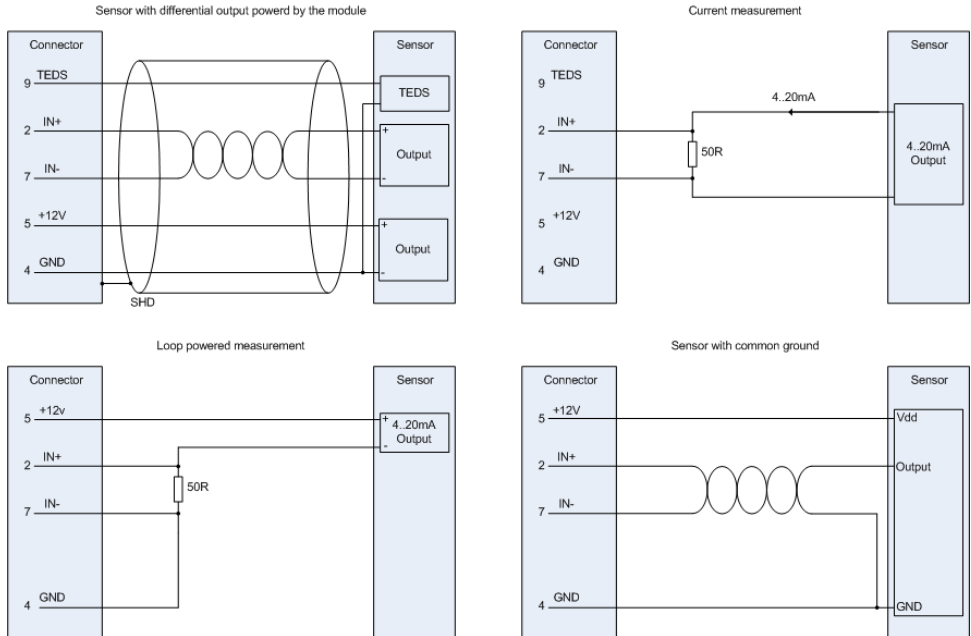 Sensor with differential output powerd by the module
Connector
Sensor
9 TEDS
TEDS
2 IN+
+
Output
7 IN-
-
5 +12V
+
Output
4 GND
-
SHD
Current measurement
Connector
Sensor
9 TEDS
4..20mA
2 IN+
50R
4..20mA
Output
7 IN-
5 +12V
4 GND
Loop powered measurement
Connector
Sensor
5 +12v
+ 4..20mA
Output
-
2 IN+
50R
7 IN-
4 GND
Sensor with common ground
Connector
Sensor
5 +12V
Vdd
2 IN+
Output
7 IN-
4 GND
GND